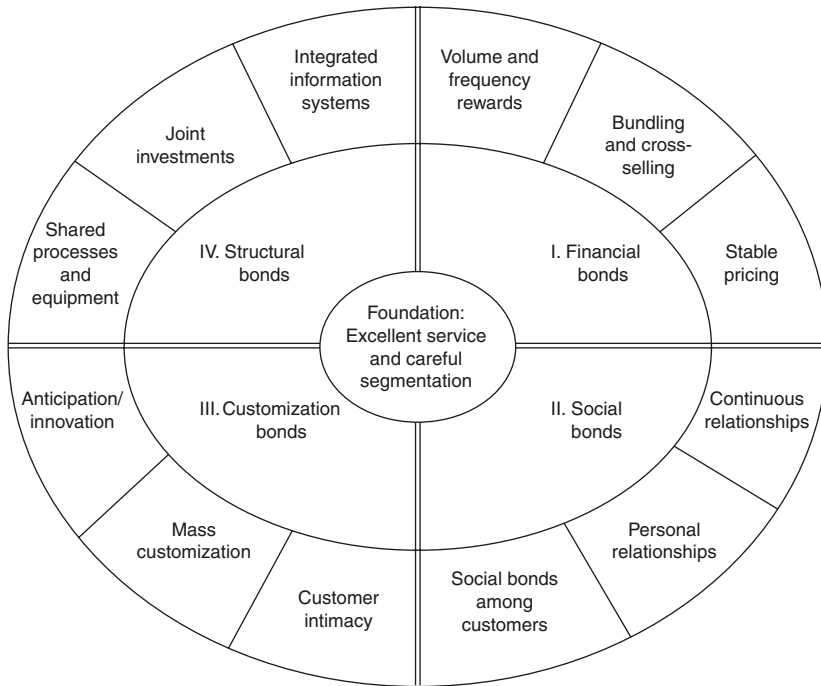 Integrated
information
systems
Volume and
frequency
rewards
Joint
investments
Bundling
and cross-
selling
Shared
processes
and
equipment
Stable
pricing
IV. Structural
bonds
I. Financial
bonds
Foundation:
Excellent service
and careful
segmentation
Anticipation/
innovation
III. Customization
bonds
II. Social
bonds
Continuous
relationships
Mass
customization
Personal
relationships
Customer
intimacy
Social bonds
among
customers